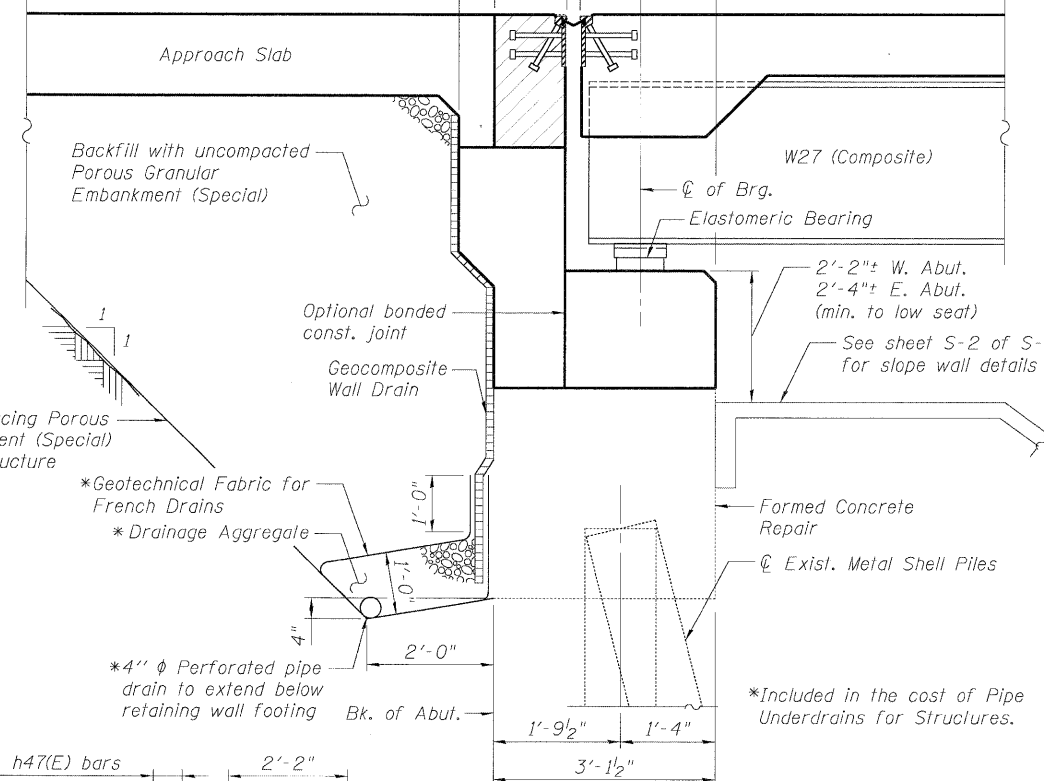 Approach Slab
Backfill with uncompacted
Porous Granular
Embankment (Special)
W27 (Composite)
℄ of Brg.
Elastomeric Bearing
2'-2"± W. Abut.
2'-4"± E. Abut.
(min. to low seat)
1
1
Optional bonded
const. joint
See sheet S-2 of S-
for slope wall details
Geocomposite
Wall Drain
cing Porous
ent (Special)
ucture
*Geotechnical Fabric for
French Drains
1'-0"
* Drainage Aggregate
Formed Concrete
Repair
1'-0"
℄ Exist. Metal Shell Piles
4"
2'-0"
*4" ϕ Perforated pipe
drain to extend below
retaining wall footing
Bk. of Abut.
*Included in the cost of Pipe
Underdrains for Structures.
1'-9½"
1'-4"
h47(E) bars
2'-2"
3'-1½"